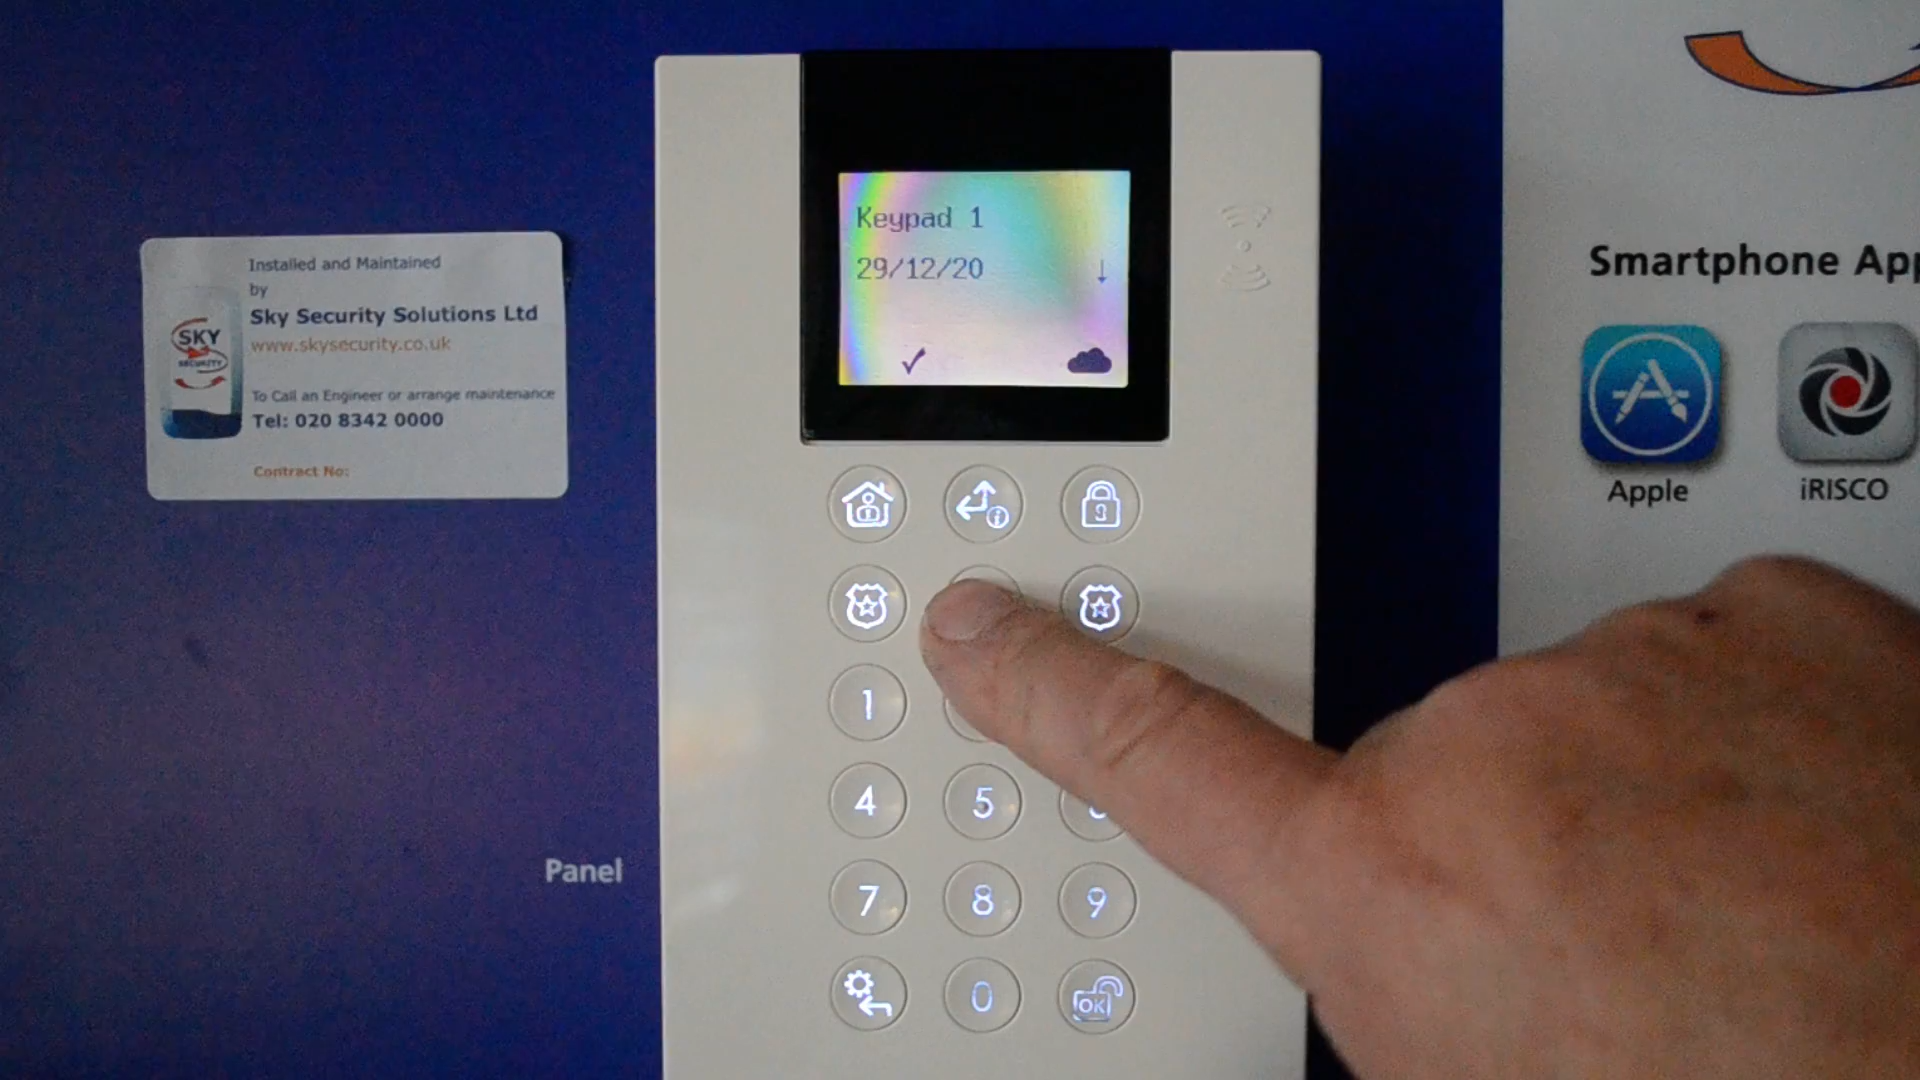 Installed and Maintained
by
Sky Security Solutions Ltd
www.skysecurity.co.uk
SKY
SECURITY
To Call an Engineer or arrange maintenance
Tel: 020 8342 0000
Contract No:
Keypad 1
29/12/20
1
4
5
7
8
9
0
OK
Panel
Smartphone App
Apple
iRISCO